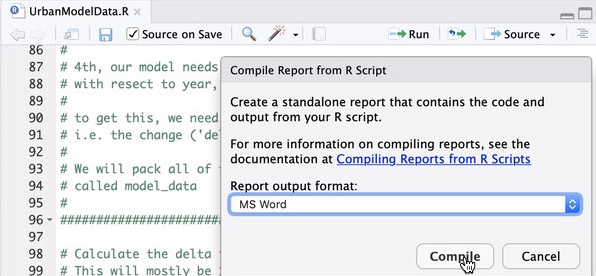 UrbanModelData.R
Source on Save
Run
Source
86 #
87 # 4th, our model needs
88 # with resect to year,
89 #
90 # to get this, we need
91 # i.e. the change ('de
92 #
93 # We will pack all of
94 # called model_data
95 #
96 ########################
97
98 # Calculate the delta
99 # This will mostly be
Compile Report from R Script
Create a standalone report that contains the code and
output from your R script.
For more information on compiling reports, see the
documentation at Compiling Reports from R Scripts
Report output format:
MS Word
Compile
Cancel